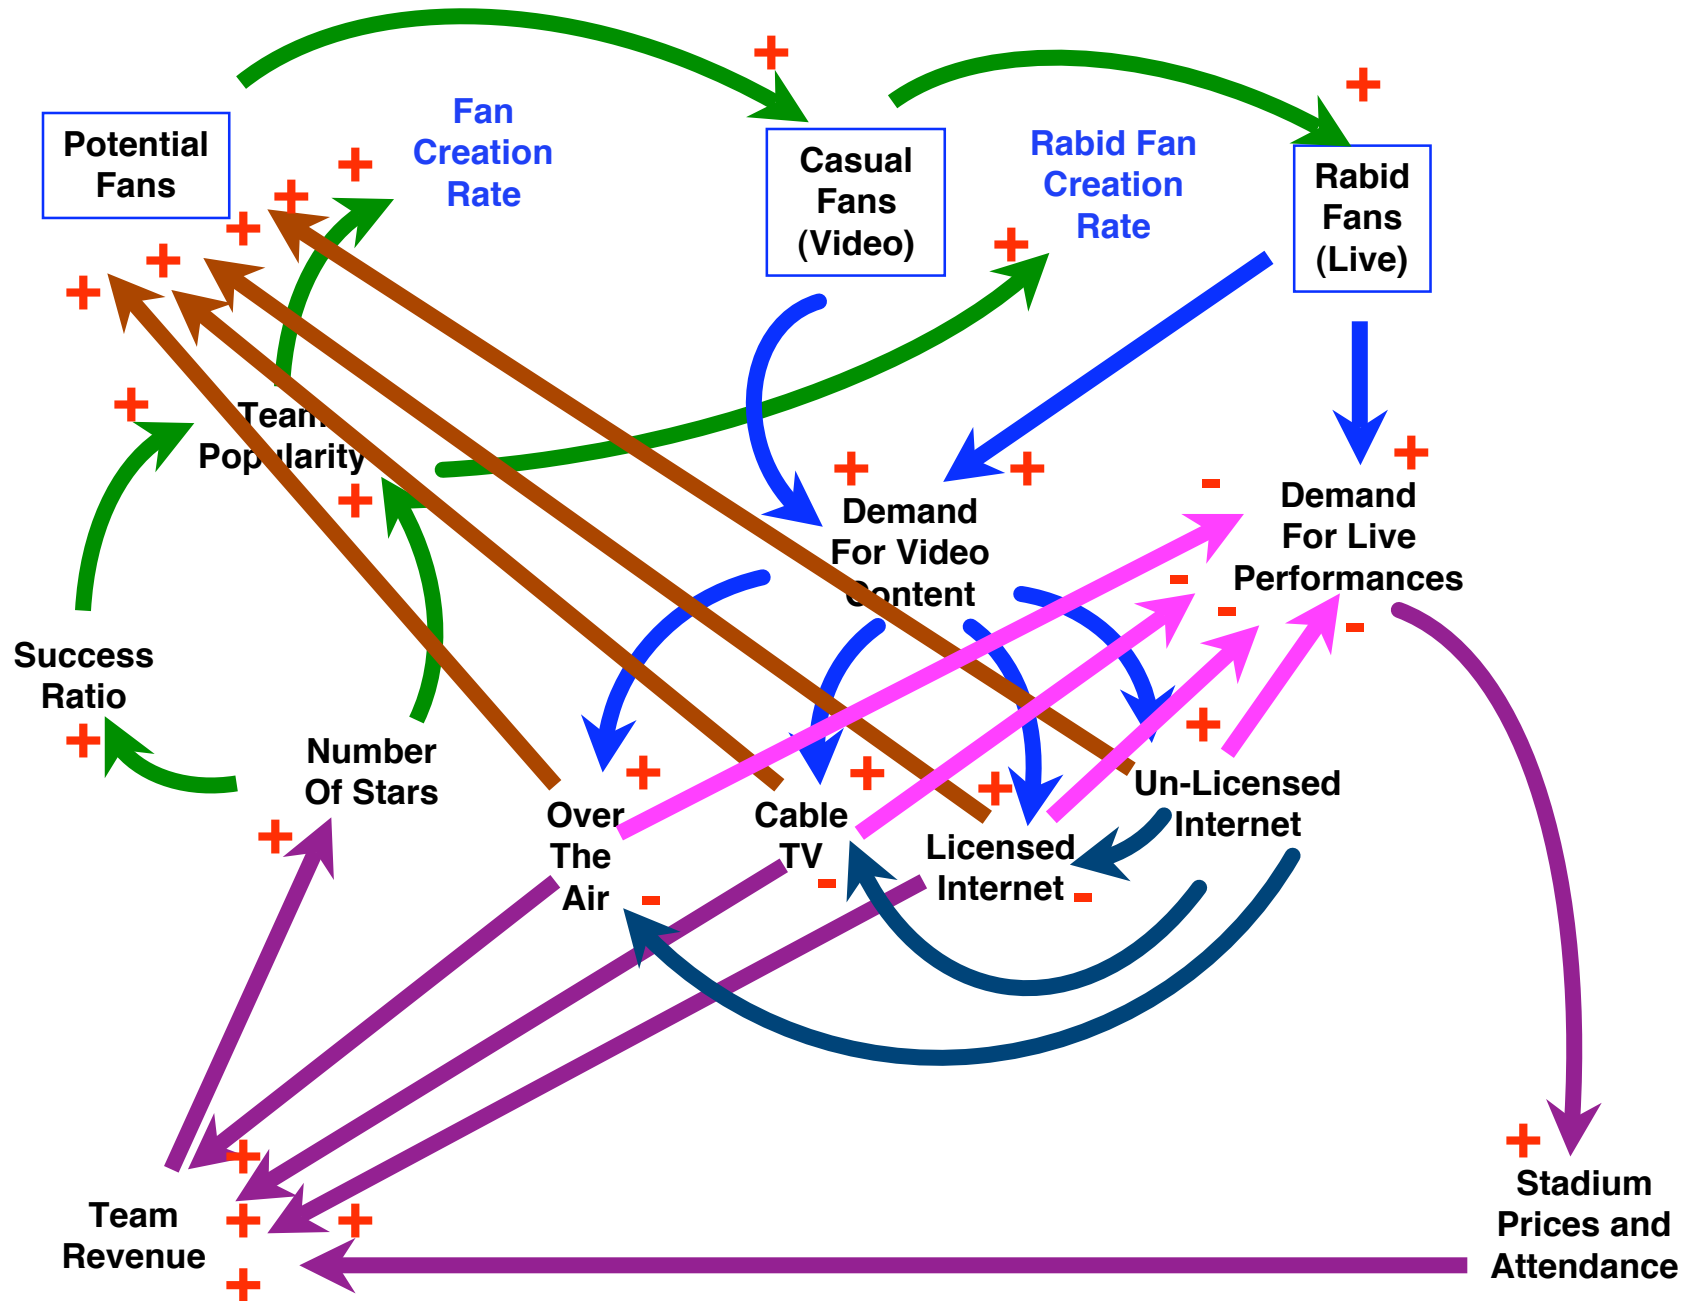 Potential
Fans
Fan
Creation
Rate
Casual
Fans
(Video)
Rabid Fan
Creation
Rate
Rabid
Fans
(Live)
Team
Popularity
Demand
For Video
Content
Demand
For Live
Performances
Success
Ratio
Number
Of Stars
Over
The
Air
Cable
TV
Licensed
Internet
Un-Licensed
Internet
Team
Revenue
Stadium
Prices and
Attendance